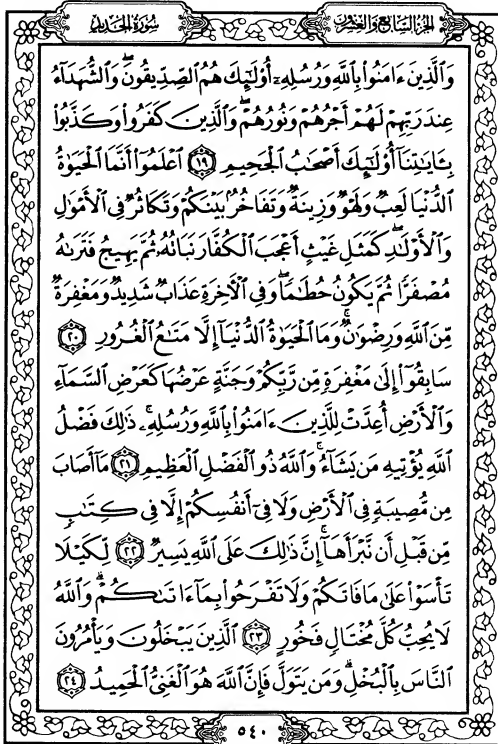 الجزء السابع والعشرون
سورة الحديد
وَالَّذِينَ ءَامَنُوا۟ بِاللَّهِ وَرُسُلِهِۦٓ أُو۟لَٰٓئِكَ هُمُ الصِّدِّيقُونَ ۖ وَالشُّهَدَآءُ
عِندَ رَبِّهِمْ لَهُمْ أَجْرُهُمْ وَنُورُهُمْ ۖ وَالَّذِينَ كَفَرُوا۟ وَكَذَّبُوا۟
بِـَٔايَٰتِنَآ أُو۟لَٰٓئِكَ أَصْحَٰبُ الْجَحِيمِ ۝١٩ اعْلَمُوٓا۟ أَنَّمَا الْحَيَوٰةُ
الدُّنْيَا لَعِبٌ وَلَهْوٌ وَزِينَةٌ وَتَفَاخُرٌۢ بَيْنَكُمْ وَتَكَاثُرٌ فِى الْأَمْوَٰلِ
وَالْأَوْلَٰدِ ۖ كَمَثَلِ غَيْثٍ أَعْجَبَ الْكُفَّارَ نَبَاتُهُۥ ثُمَّ يَهِيجُ فَتَرَىٰهُ
مُصْفَرًّا ثُمَّ يَكُونُ حُطَٰمًا ۖ وَفِى الْءَاخِرَةِ عَذَابٌ شَدِيدٌ وَمَغْفِرَةٌ
مِّنَ اللَّهِ وَرِضْوَٰنٌ ۚ وَمَا الْحَيَوٰةُ الدُّنْيَآ إِلَّا مَتَٰعُ الْغُرُورِ ۝٢٠
سَابِقُوٓا۟ إِلَىٰ مَغْفِرَةٍ مِّن رَّبِّكُمْ وَجَنَّةٍ عَرْضُهَا كَعَرْضِ السَّمَآءِ
وَالْأَرْضِ أُعِدَّتْ لِلَّذِينَ ءَامَنُوا۟ بِاللَّهِ وَرُسُلِهِۦ ۚ ذَٰلِكَ فَضْلُ
اللَّهِ يُؤْتِيهِ مَن يَشَآءُ ۚ وَاللَّهُ ذُو الْفَضْلِ الْعَظِيمِ ۝٢١ مَآ أَصَابَ
مِن مُّصِيبَةٍ فِى الْأَرْضِ وَلَا فِىٓ أَنفُسِكُمْ إِلَّا فِى كِتَٰبٍ
مِّن قَبْلِ أَن نَّبْرَأَهَآ ۚ إِنَّ ذَٰلِكَ عَلَى اللَّهِ يَسِيرٌ ۝٢٢ لِّكَيْلَا
تَأْسَوْا۟ عَلَىٰ مَا فَاتَكُمْ وَلَا تَفْرَحُوا۟ بِمَآ ءَاتَىٰكُمْ ۗ وَاللَّهُ
لَا يُحِبُّ كُلَّ مُخْتَالٍ فَخُورٍ ۝٢٣ الَّذِينَ يَبْخَلُونَ وَيَأْمُرُونَ
النَّاسَ بِالْبُخْلِ ۗ وَمَن يَتَوَلَّ فَإِنَّ اللَّهَ هُوَ الْغَنِىُّ الْحَمِيدُ ۝٢٤
٥٤٠